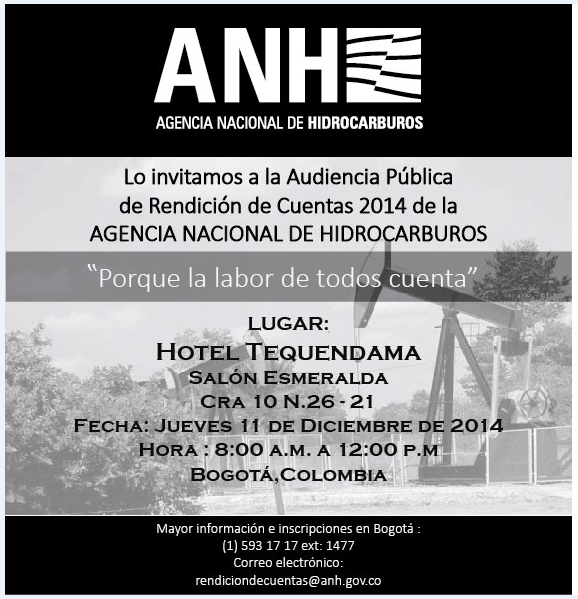 ANH
AGENCIA NACIONAL DE HIDROCARBUROS
Lo invitamos a la Audiencia Pública
de Rendición de Cuentas 2014 de la
AGENCIA NACIONAL DE HIDROCARBUROS
“Porque la labor de todos cuenta”
LUGAR:
HOTEL TEQUENDAMA
SALÓN ESMERALDA
CRA 10 N.26 - 21
FECHA: JUEVES 11 DE DICIEMBRE DE 2014
HORA : 8:00 A.M. A 12:00 P.M
BOGOTÁ,COLOMBIA
Mayor información e inscripciones en Bogotá :
(1) 593 17 17 ext: 1477
Correo electrónico:
rendiciondecuentas@anh.gov.co